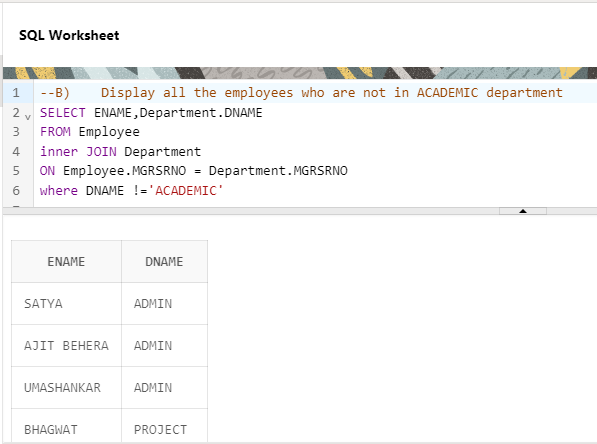 SQL Worksheet
1 --B)    Display all the employees who are not in ACADEMIC department
2 SELECT ENAME,Department.DNAME
3 FROM Employee
4 inner JOIN Department
5 ON Employee.MGRSRNO = Department.MGRSRNO
6 where DNAME !='ACADEMIC'
ENAME DNAME
SATYA ADMIN
AJIT BEHERA ADMIN
UMASHANKAR ADMIN
BHAGWAT PROJECT